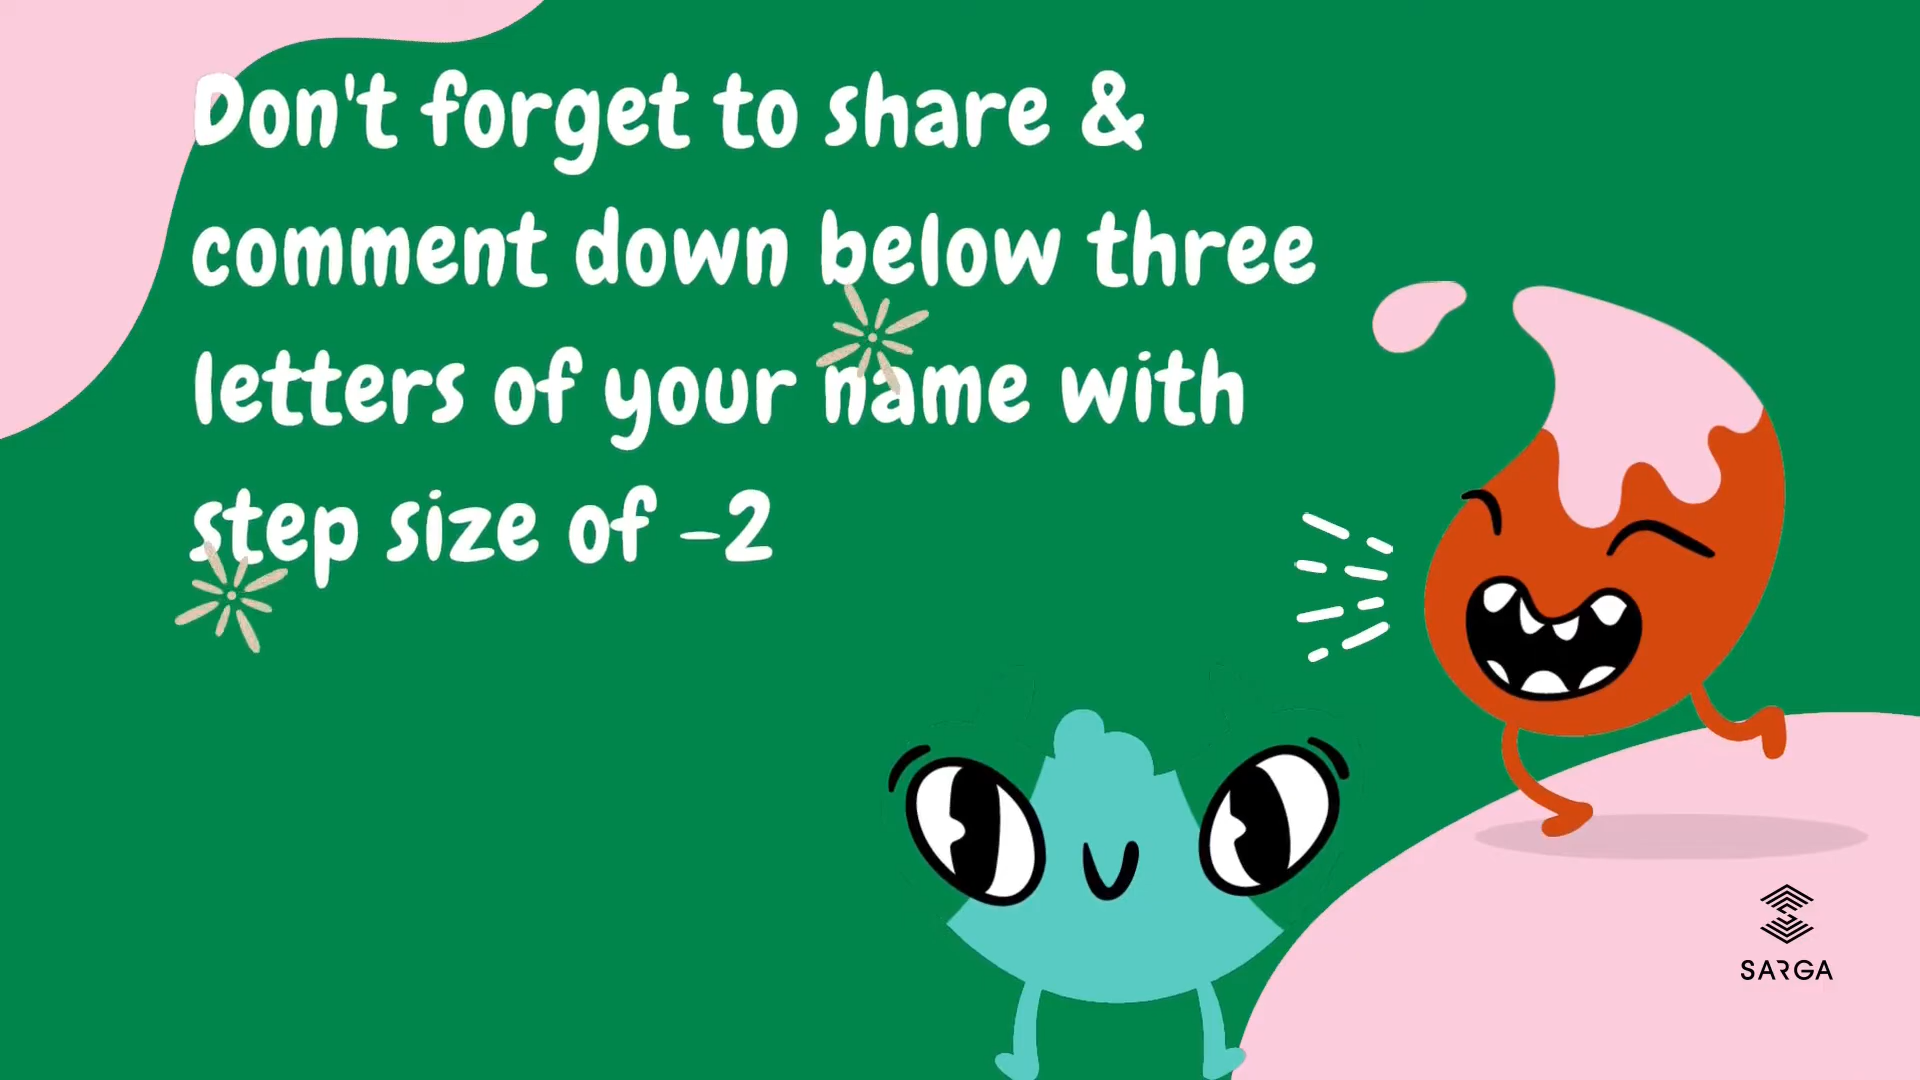 Don't forget to share &
comment down below three
letters of your name with
step size of -2
SARGA